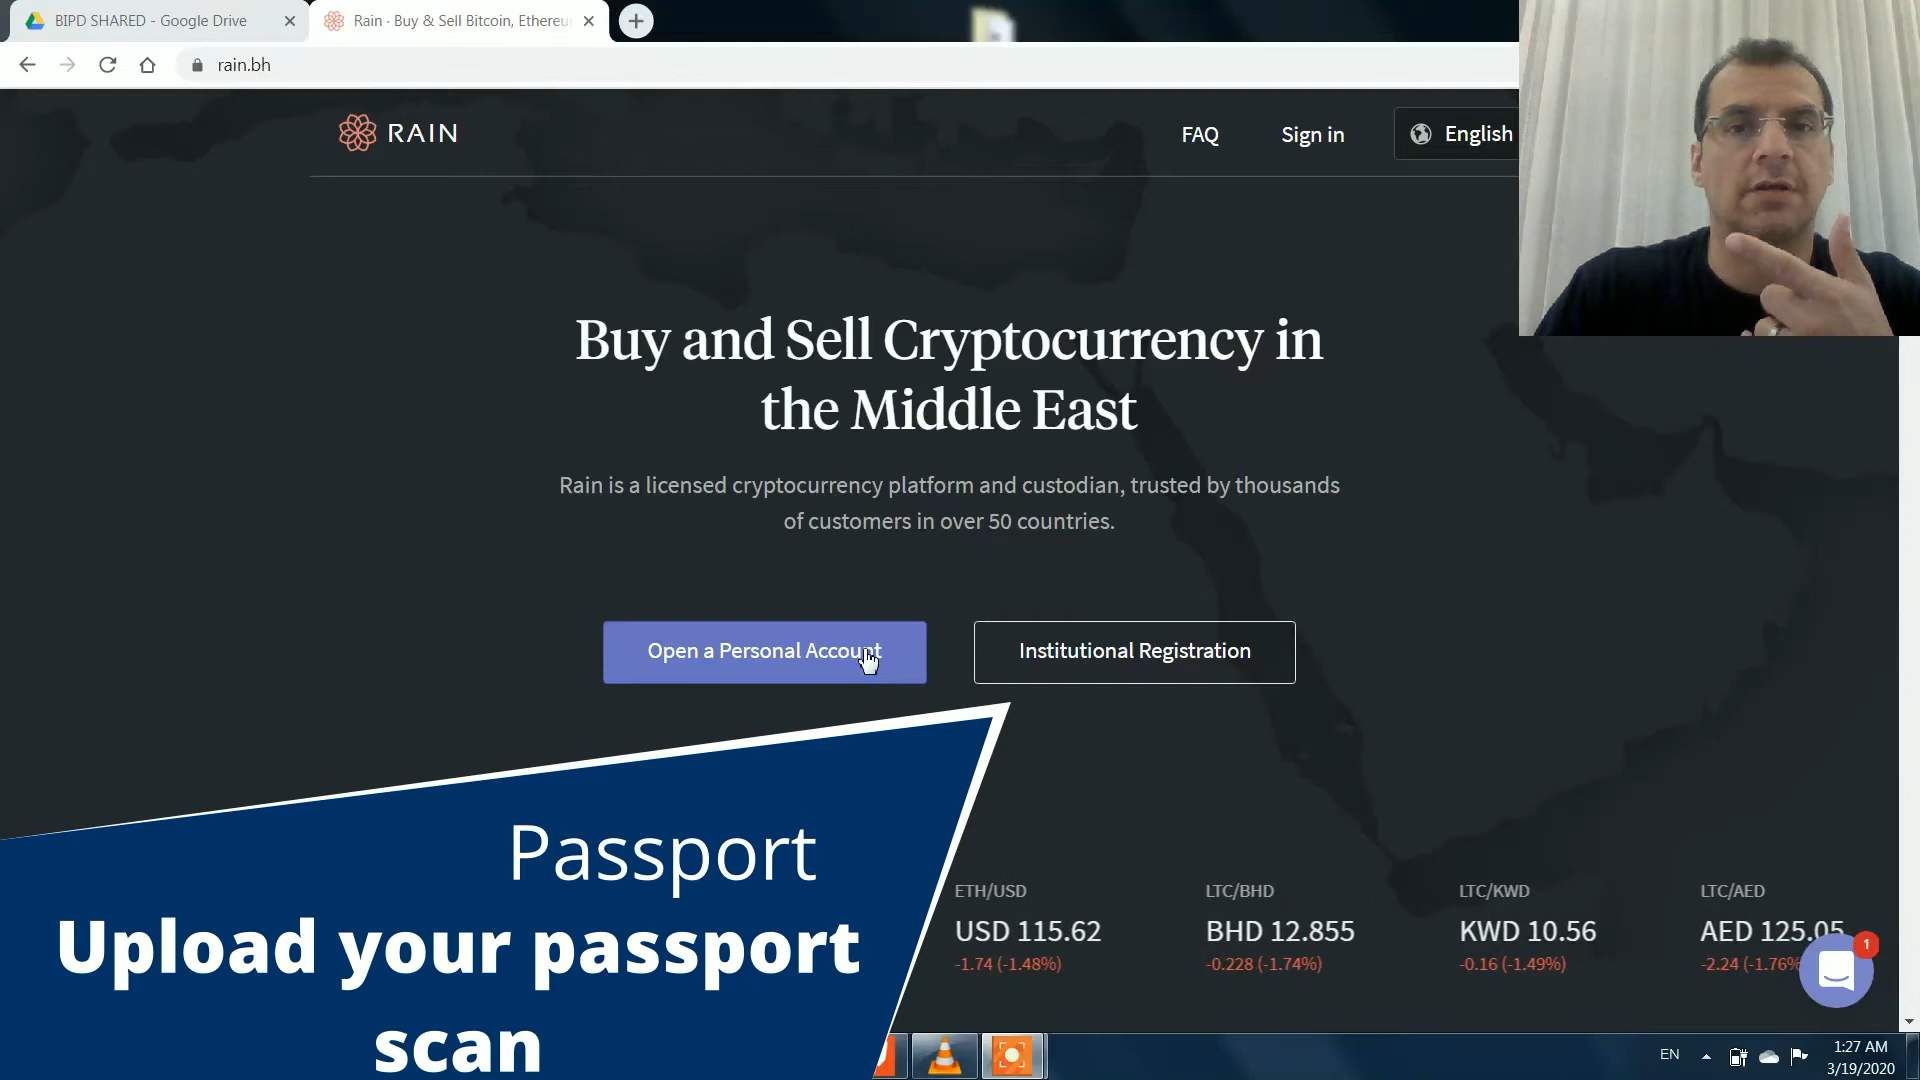 BIPD SHARED - Google Drive
Rain · Buy & Sell Bitcoin, Ethereu
rain.bh
RAIN
FAQ
Sign in
English
Buy and Sell Cryptocurrency in
the Middle East
Rain is a licensed cryptocurrency platform and custodian, trusted by thousands
of customers in over 50 countries.
Open a Personal Account
Institutional Registration
Passport
Upload your passport
scan
ETH/USD
USD 115.62
-1.74 (-1.48%)
LTC/BHD
BHD 12.855
-0.228 (-1.74%)
LTC/KWD
KWD 10.56
-0.16 (-1.49%)
LTC/AED
AED 125.05
-2.24 (-1.76%
1
EN
1:27 AM
3/19/2020